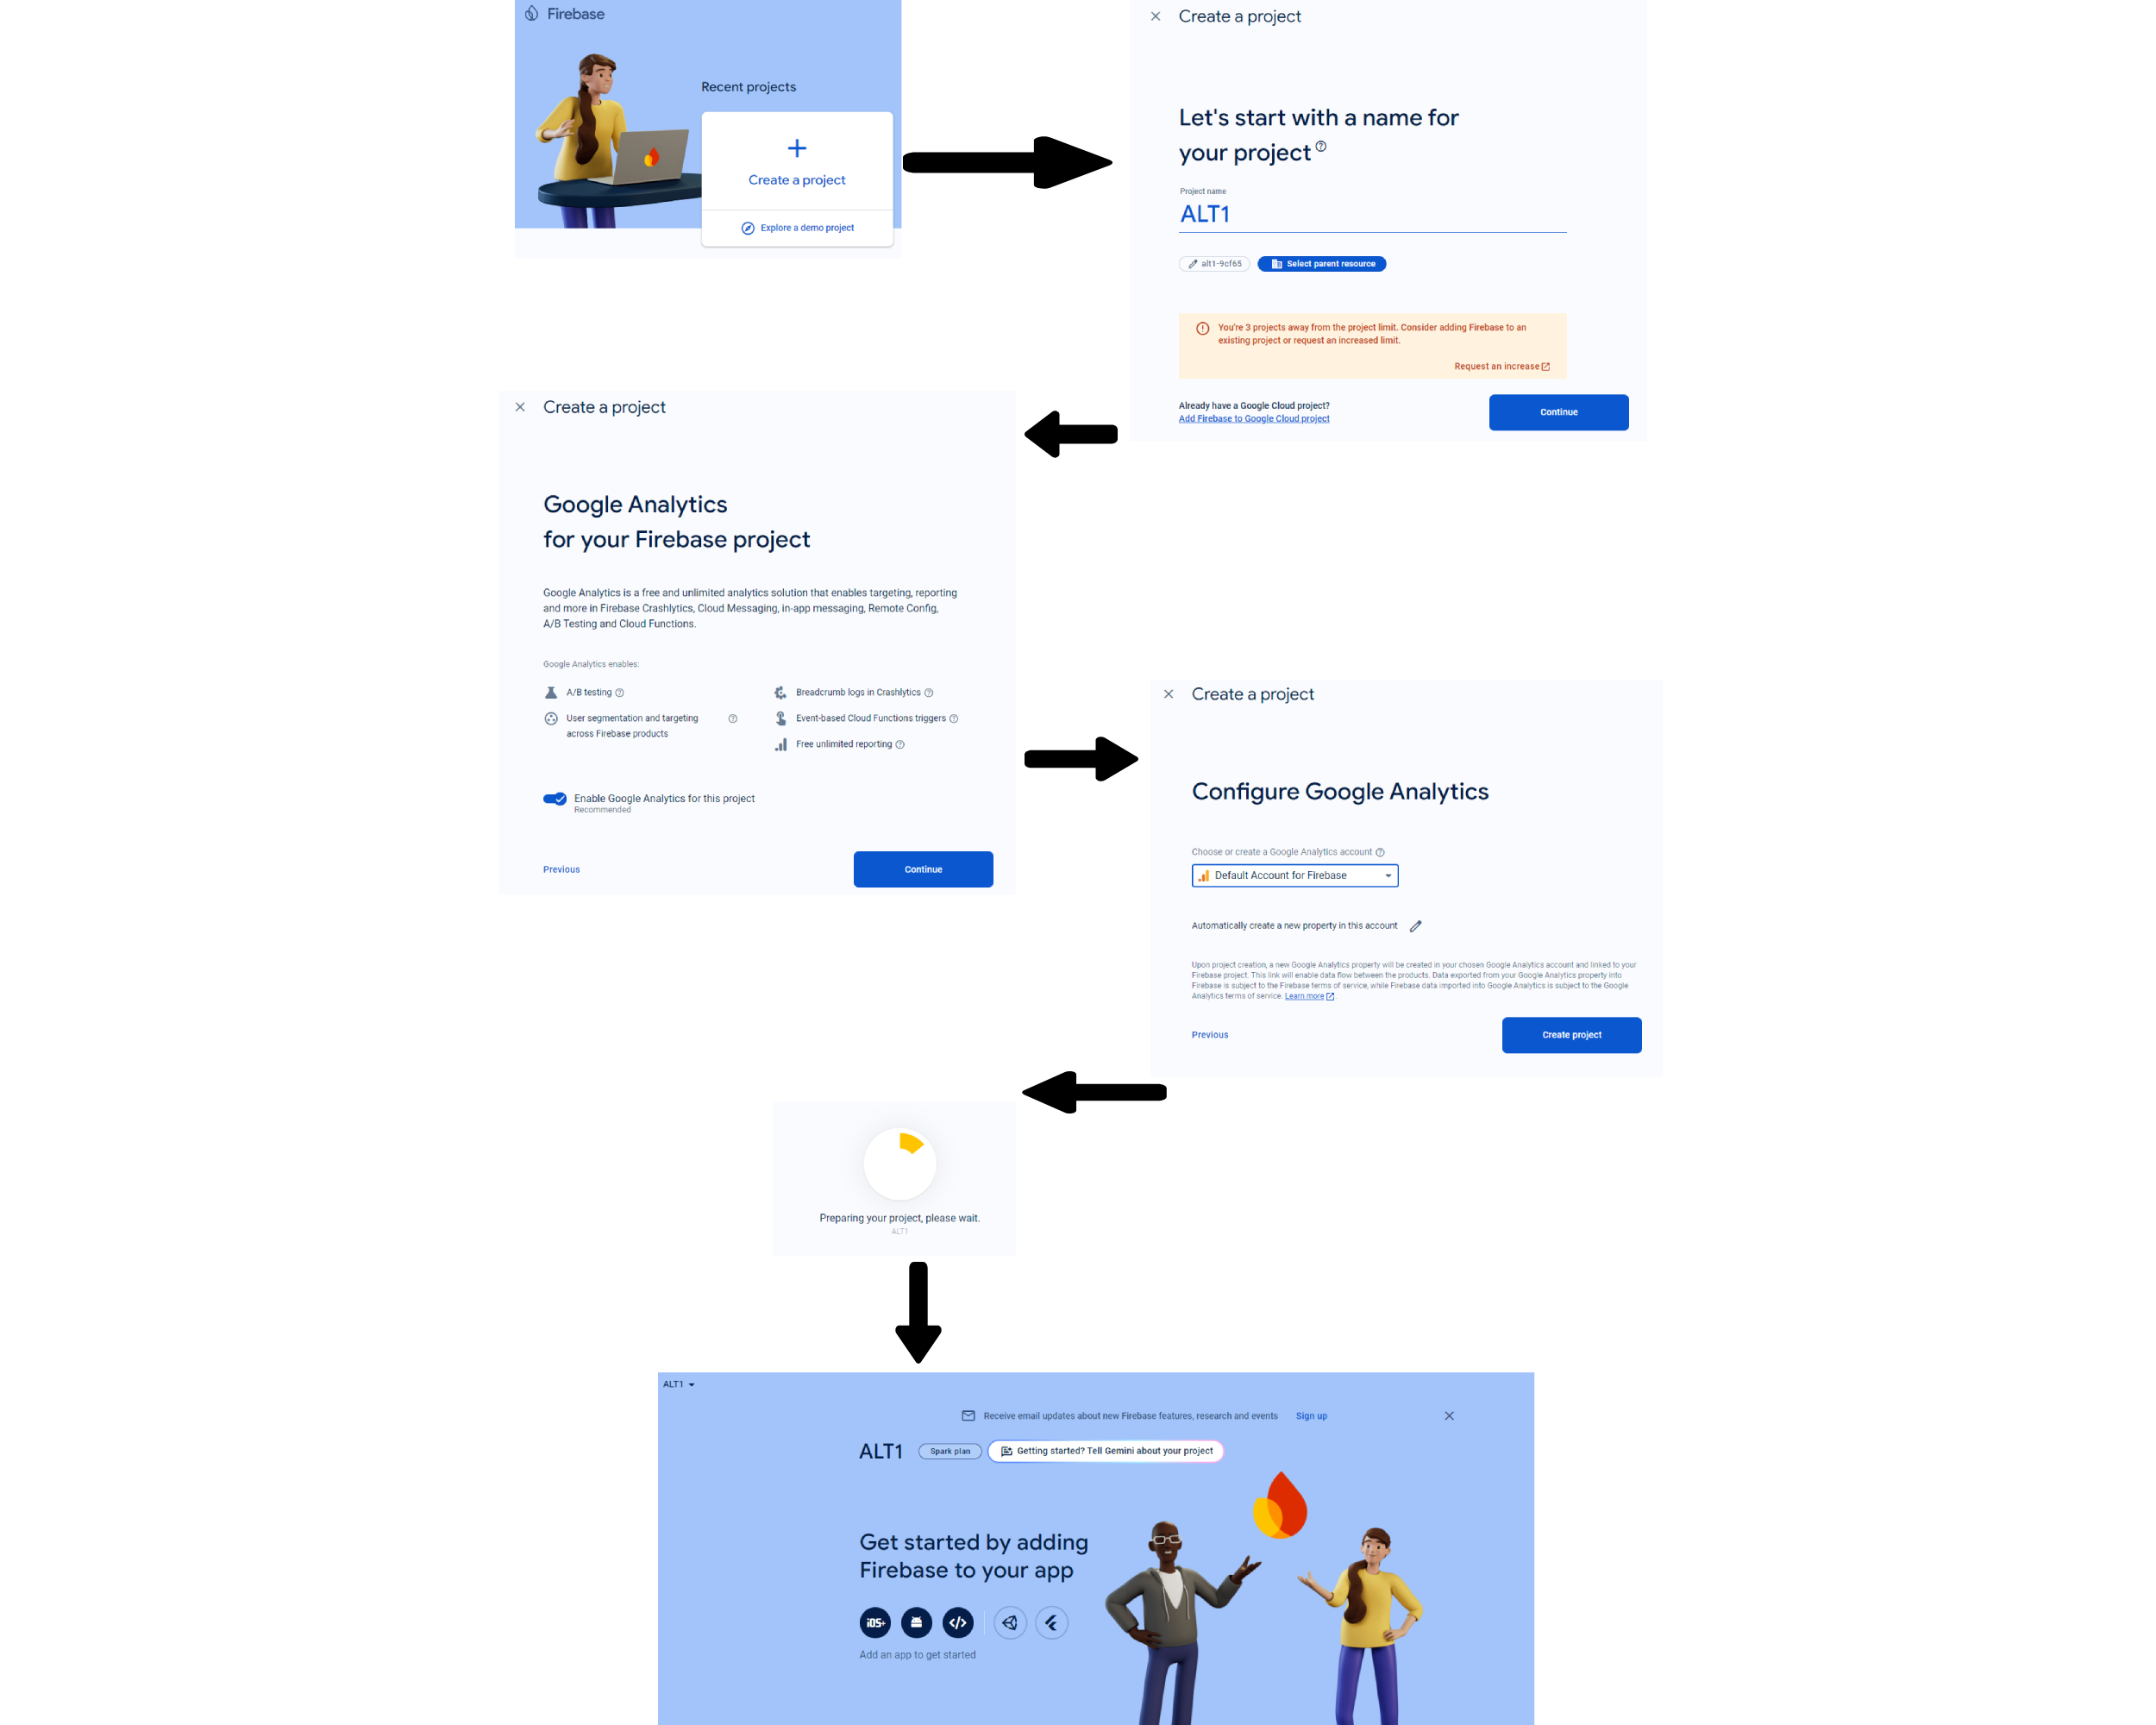 Firebase
Recent projects
Create a project
Explore a demo project
Create a project
Let's start with a name for
your project
Project name
ALT1
alt1-9cf65
Select parent resource
You're 3 projects away from the project limit. Consider adding Firebase to an
existing project or request an increased limit.
Request an increase
Already have a Google Cloud project?
Add Firebase to Google Cloud project
Continue
Create a project
Google Analytics
for your Firebase project
Google Analytics is a free and unlimited analytics solution that enables targeting, reporting
and more in Firebase Crashlytics, Cloud Messaging, in-app messaging, Remote Config,
A/B Testing and Cloud Functions.
Google Analytics enables:
A/B testing
User segmentation and targeting
across Firebase products
Breadcrumb logs in Crashlytics
Event-based Cloud Functions triggers
Free unlimited reporting
Enable Google Analytics for this project
Recommended
Previous
Continue
Create a project
Configure Google Analytics
Choose or create a Google Analytics account
Default Account for Firebase
Automatically create a new property in this account
Upon project creation, a new Google Analytics property will be created in your chosen Google Analytics account and linked to your
Firebase project. This link will enable data flow between the products. Data exported from your Google Analytics property into
Firebase is subject to the Firebase terms of service, while Firebase data imported into Google Analytics is subject to the Google
Analytics terms of service. Learn more
Previous
Create project
Preparing your project, please wait.
ALT1
ALT1
Receive email updates about new Firebase features, research and events Sign up
ALT1
Spark plan
Getting started? Tell Gemini about your project
Get started by adding
Firebase to your app
iOS+
Add an app to get started